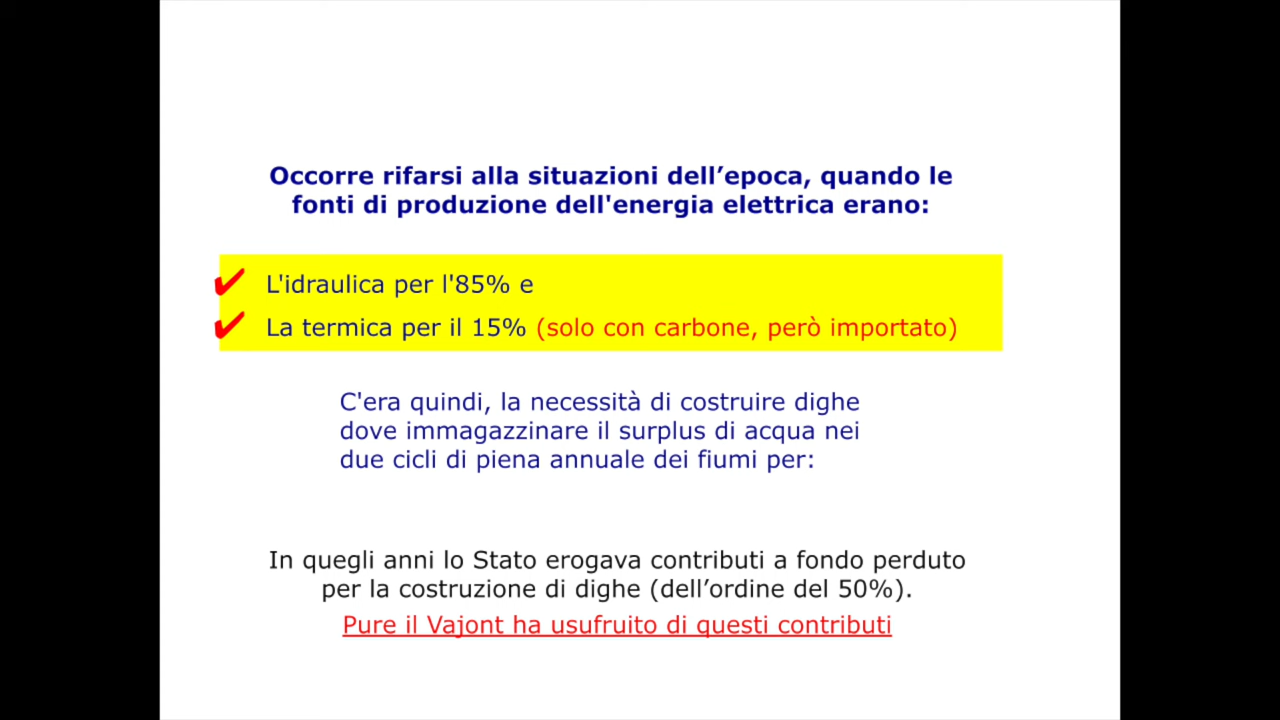 Occorre rifarsi alla situazioni dell’epoca, quando le
fonti di produzione dell'energia elettrica erano:
✔ L'idraulica per l'85% e
✔ La termica per il 15% (solo con carbone, però importato)
C'era quindi, la necessità di costruire dighe
dove immagazzinare il surplus di acqua nei
due cicli di piena annuale dei fiumi per:
In quegli anni lo Stato erogava contributi a fondo perduto
per la costruzione di dighe (dell’ordine del 50%).
Pure il Vajont ha usufruito di questi contributi